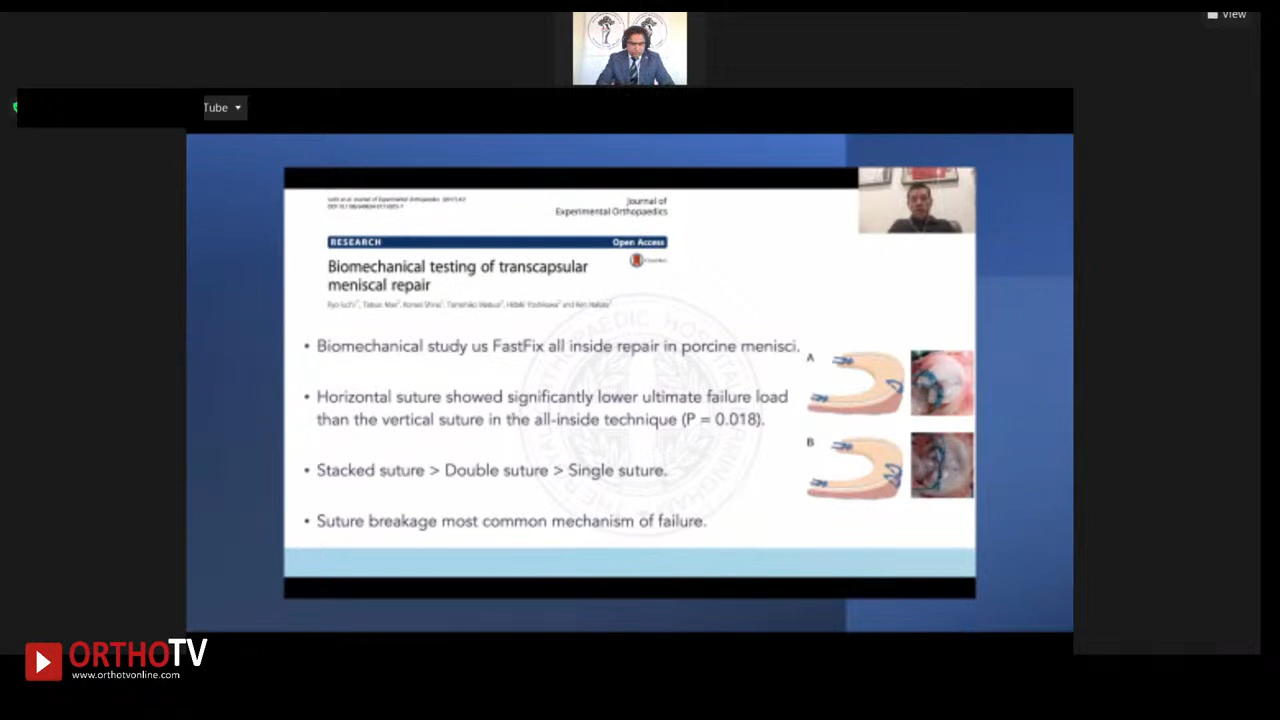 View
Tube
Journal of
Experimental Orthopaedics
RESEARCH
Open Access
Biomechanical testing of transcapsular
meniscal repair
• Biomechanical study us FastFix all inside repair in porcine menisci.
• Horizontal suture showed significantly lower ultimate failure load
than the vertical suture in the all-inside technique (P = 0.018).
• Stacked suture > Double suture > Single suture.
• Suture breakage most common mechanism of failure.
A
B
ORTHOTV
www.orthotvonline.com